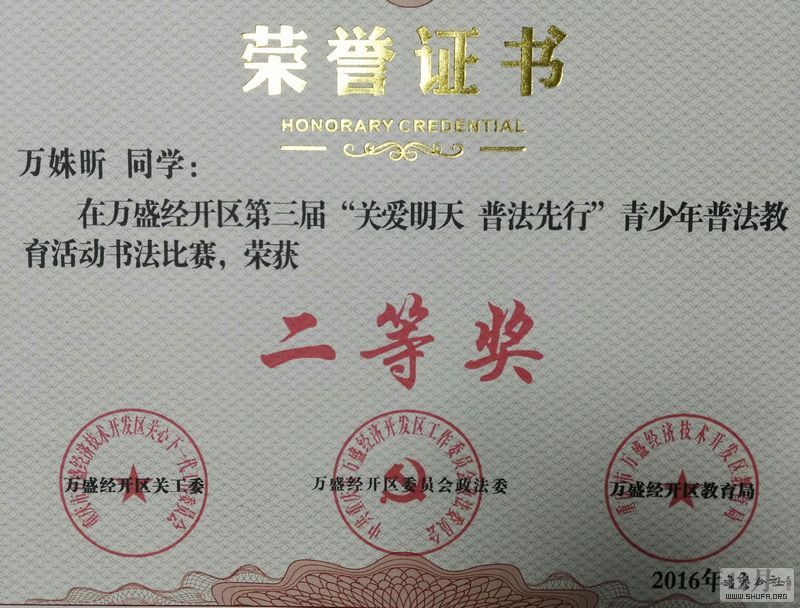 荣誉证书
HONORARY CREDENTIAL
万姝昕 同学：
在万盛经开区第三届“关爱明天 普法先行”青少年普法教
育活动书法比赛，荣获
二等奖
万盛经开区关工委
万盛经开区委员会政法委
万盛经开区教育局
2016年
WWW.SHUFA.ORG